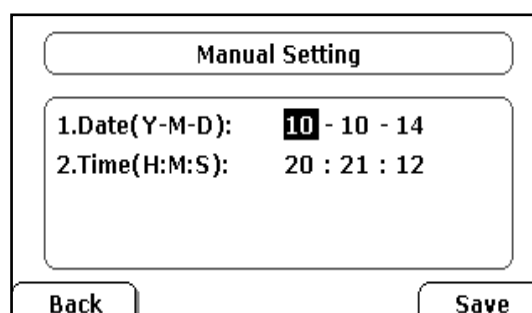 Manual Setting
1.Date(Y-M-D): 10 - 10 - 14
2.Time(H:M:S): 20 : 21 : 12
Back Save